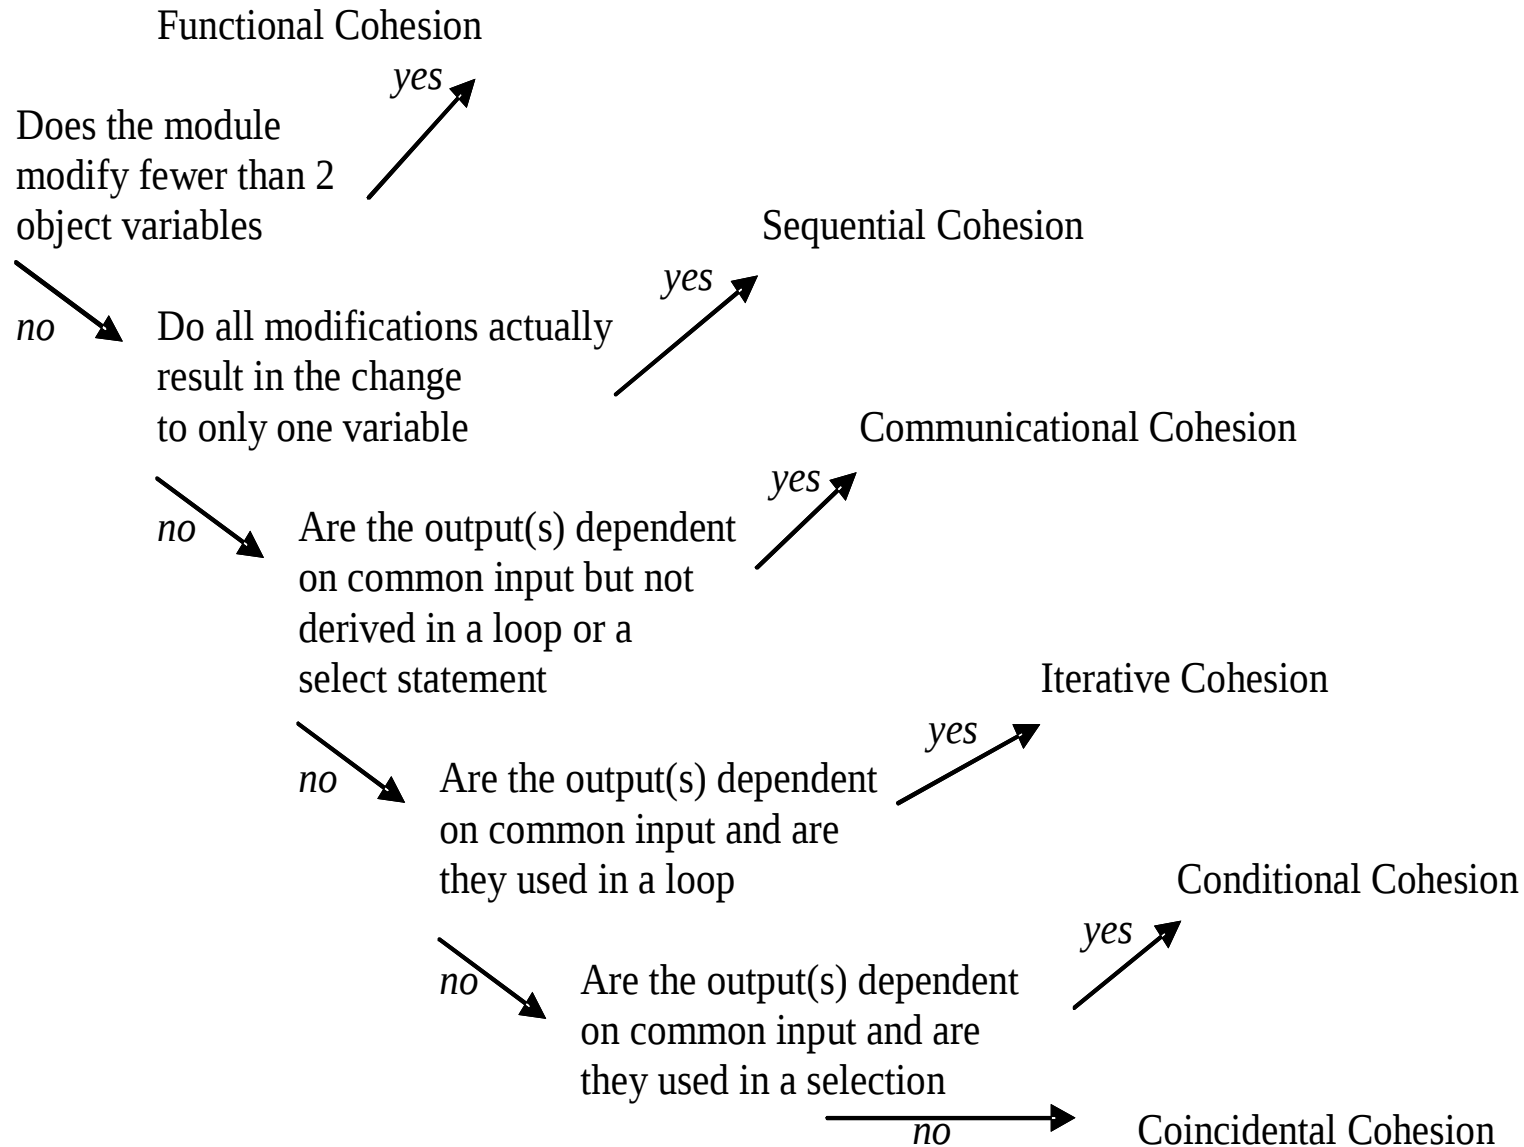 Functional Cohesion
yes
Does the module
modify fewer than 2
object variables
Sequential Cohesion
yes
no
Do all modifications actually
result in the change
to only one variable
Communicational Cohesion
yes
no
Are the output(s) dependent
on common input but not
derived in a loop or a
select statement
Iterative Cohesion
yes
no
Are the output(s) dependent
on common input and are
they used in a loop
Conditional Cohesion
yes
no
Are the output(s) dependent
on common input and are
they used in a selection
no
Coincidental Cohesion